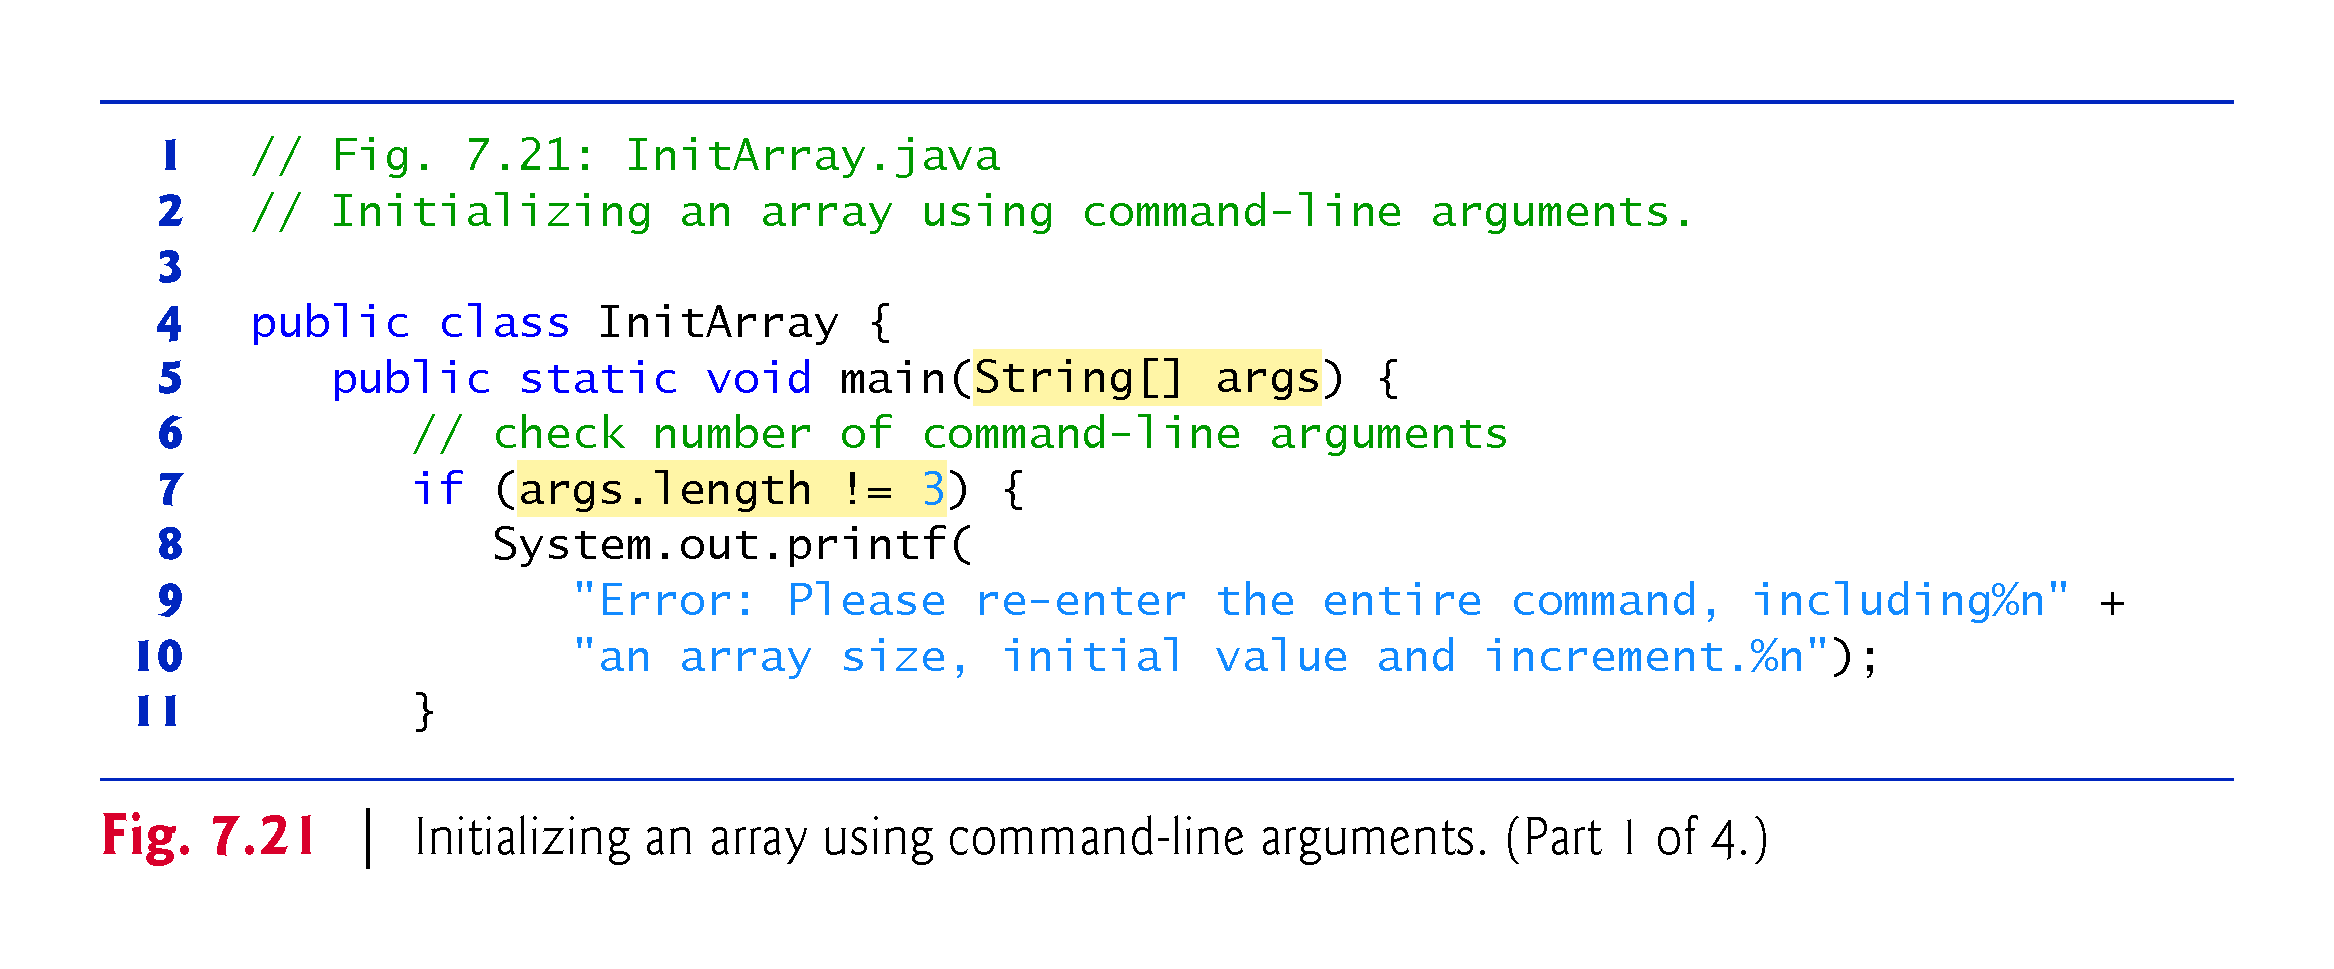 1 // Fig. 7.21: InitArray.java
2 // Initializing an array using command-line arguments.
3
4 public class InitArray {
5    public static void main(String[] args) {
6       // check number of command-line arguments
7       if (args.length != 3) {
8          System.out.printf(
9             "Error: Please re-enter the entire command, including%n" +
10             "an array size, initial value and increment.%n");
11       }
Fig. 7.21 | Initializing an array using command-line arguments. (Part 1 of 4.)